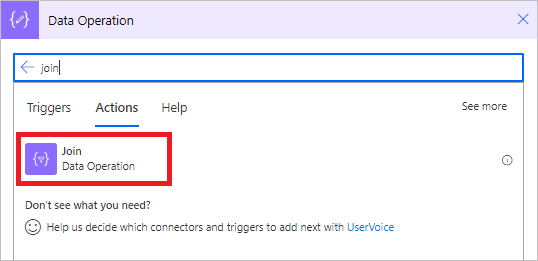 Data Operation
join
Triggers Actions Help See more
Join
Data Operation
Don't see what you need?
Help us decide which connectors and triggers to add next with UserVoice